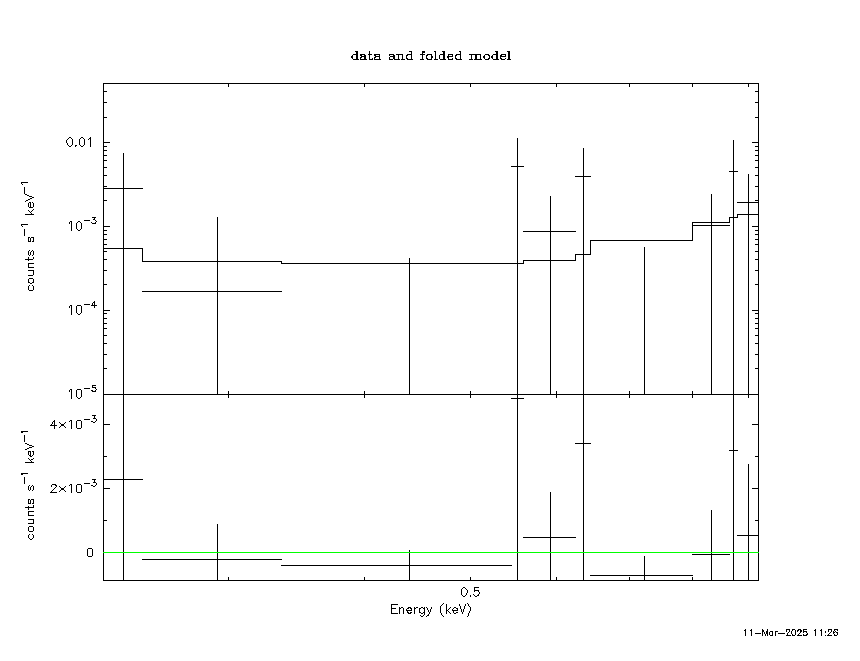 data and folded model
counts s⁻¹ keV⁻¹
0.01
10⁻³
10⁻⁴
10⁻⁵
counts s⁻¹ keV⁻¹
4×10⁻³
2×10⁻³
0
0.5
Energy (keV)
11-Mar-2025 11:26